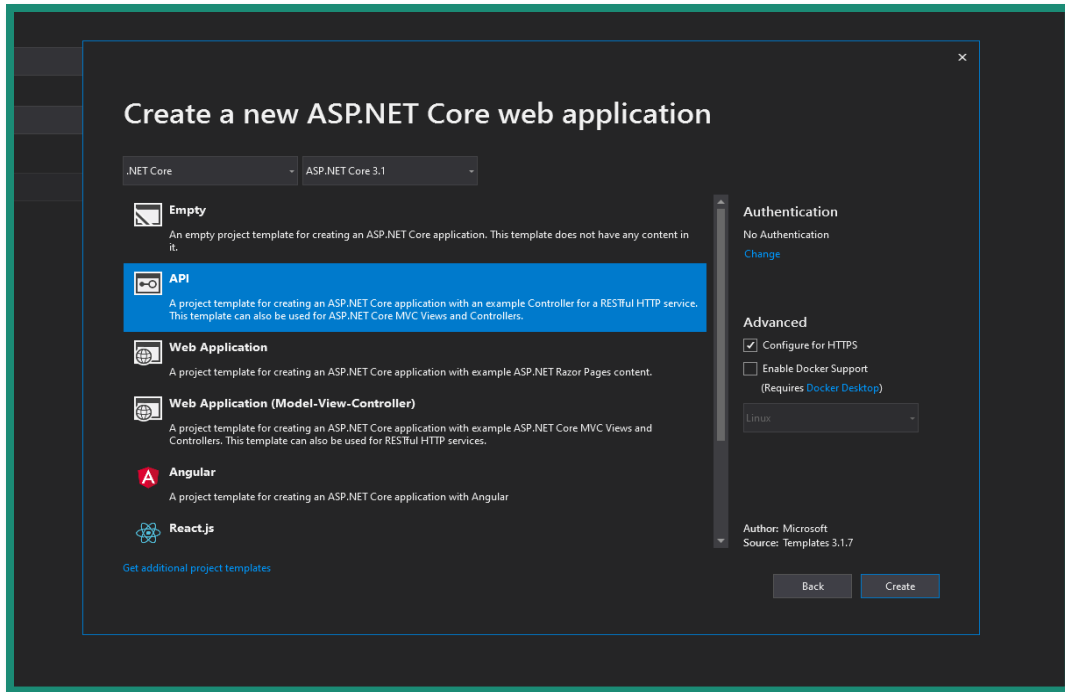 Create a new ASP.NET Core web application
.NET Core
ASP.NET Core 3.1
Empty
An empty project template for creating an ASP.NET Core application. This template does not have any content in
it.
API
A project template for creating an ASP.NET Core application with an example Controller for a RESTful HTTP service.
This template can also be used for ASP.NET Core MVC Views and Controllers.
Web Application
A project template for creating an ASP.NET Core application with example ASP.NET Razor Pages content.
Web Application (Model-View-Controller)
A project template for creating an ASP.NET Core application with example ASP.NET Core MVC Views and
Controllers. This template can also be used for RESTful HTTP services.
Angular
A project template for creating an ASP.NET Core application with Angular
React.js
Get additional project templates
Authentication
No Authentication
Change
Advanced
Configure for HTTPS
Enable Docker Support
(Requires Docker Desktop)
Linux
Author: Microsoft
Source: Templates 3.1.7
Back
Create